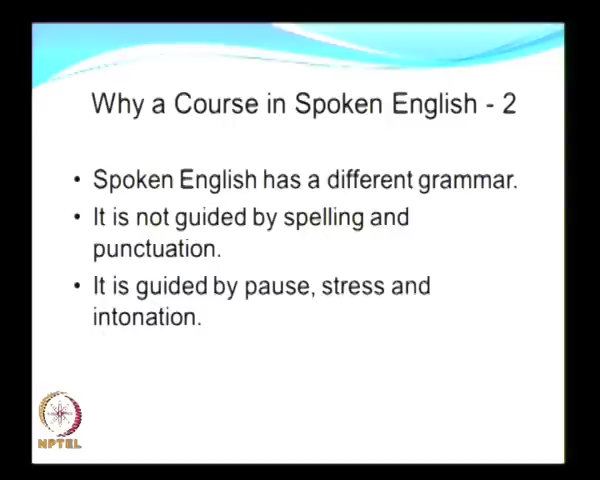 Why a Course in Spoken English - 2
• Spoken English has a different grammar.
• It is not guided by spelling and
punctuation.
• It is guided by pause, stress and
intonation.
NPTEL